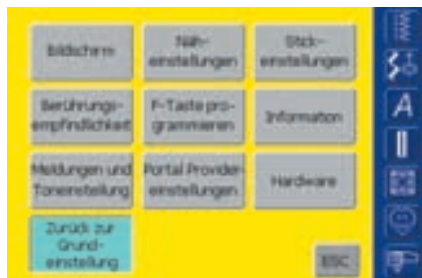 Bildschirm
Näh-
einstellungen
Stick-
einstellungen
Berührungs-
empfindlichkeit
F-Taste pro-
grammieren
Information
Meldungen und
Toneinstellung
Portal Provider-
einstellungen
Hardware
Zurück zur
Grund-
einstellung
ESC
A